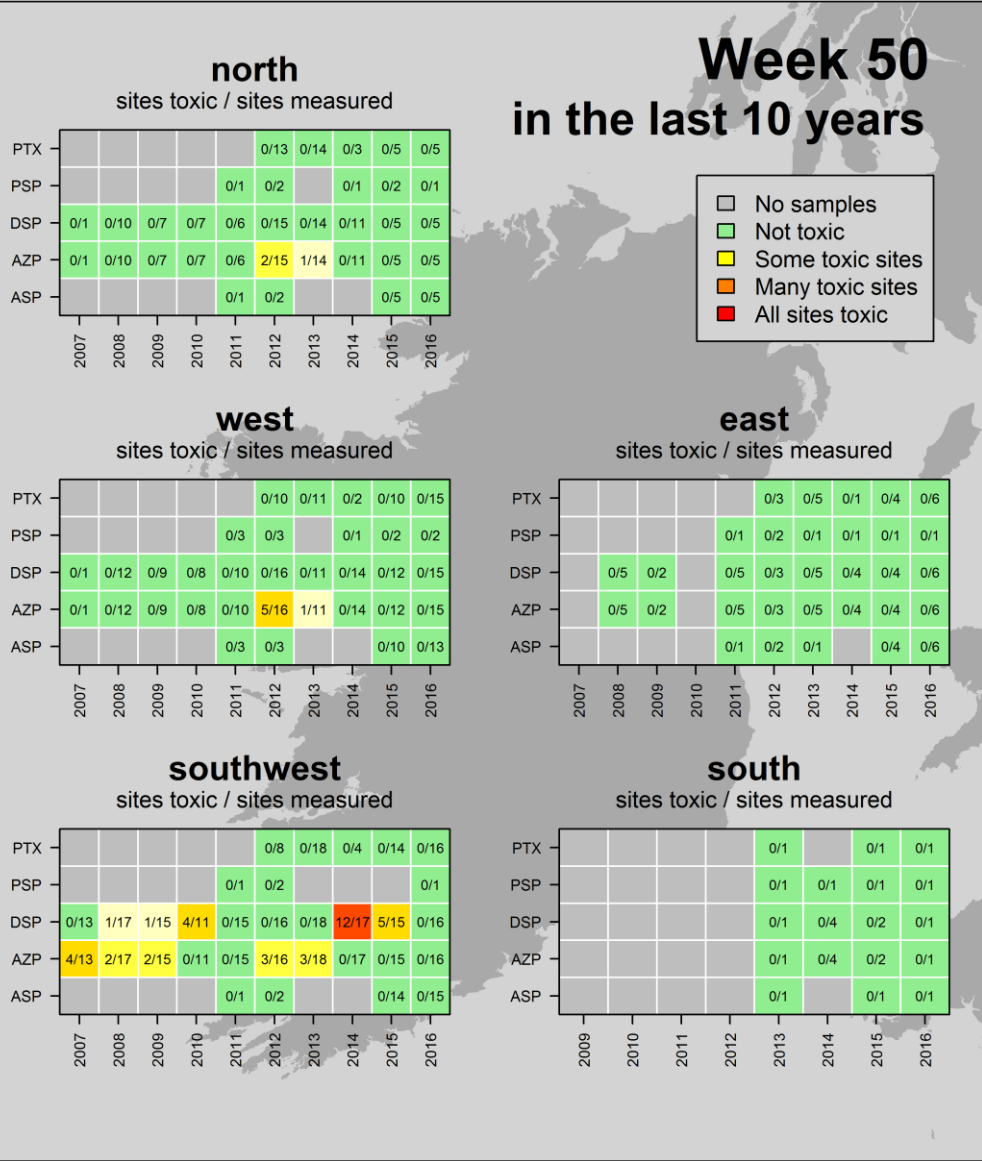 Week 50
in the last 10 years
No samples
Not toxic
Some toxic sites
Many toxic sites
All sites toxic
north
sites toxic / sites measured
PTX 0/13 0/14 0/3 0/5 0/5
PSP 0/1 0/2 0/1 0/2 0/1
DSP 0/1 0/10 0/7 0/7 0/6 0/15 0/14 0/11 0/5 0/5
AZP 0/1 0/10 0/7 0/7 0/6 2/15 1/14 0/11 0/5 0/5
ASP 0/1 0/2 0/5 0/5
2007 2008 2009 2010 2011 2012 2013 2014 2015 2016
west
sites toxic / sites measured
PTX 0/10 0/11 0/2 0/10 0/15
PSP 0/3 0/3 0/1 0/2 0/2
DSP 0/1 0/12 0/9 0/8 0/10 0/16 0/11 0/14 0/12 0/15
AZP 0/1 0/12 0/9 0/8 0/10 5/16 1/11 0/14 0/12 0/15
ASP 0/3 0/3 0/10 0/13
2007 2008 2009 2010 2011 2012 2013 2014 2015 2016
east
sites toxic / sites measured
PTX 0/3 0/5 0/1 0/4 0/6
PSP 0/1 0/2 0/1 0/1 0/1 0/1
DSP 0/5 0/2 0/5 0/3 0/5 0/4 0/4 0/6
AZP 0/5 0/2 0/5 0/3 0/5 0/4 0/4 0/6
ASP 0/1 0/2 0/1 0/4 0/6
2007 2008 2009 2010 2011 2012 2013 2014 2015 2016
southwest
sites toxic / sites measured
PTX 0/8 0/18 0/4 0/14 0/16
PSP 0/1 0/2 0/1
DSP 0/13 1/17 1/15 4/11 0/15 0/16 0/18 12/17 5/15 0/16
AZP 4/13 2/17 2/15 0/11 0/15 3/16 3/18 0/17 0/15 0/16
ASP 0/1 0/2 0/14 0/15
2007 2008 2009 2010 2011 2012 2013 2014 2015 2016
south
sites toxic / sites measured
PTX 0/1 0/1 0/1
PSP 0/1 0/1 0/1 0/1
DSP 0/1 0/4 0/2 0/1
AZP 0/1 0/4 0/2 0/1
ASP 0/1 0/1 0/1
2009 2010 2011 2012 2013 2014 2015 2016